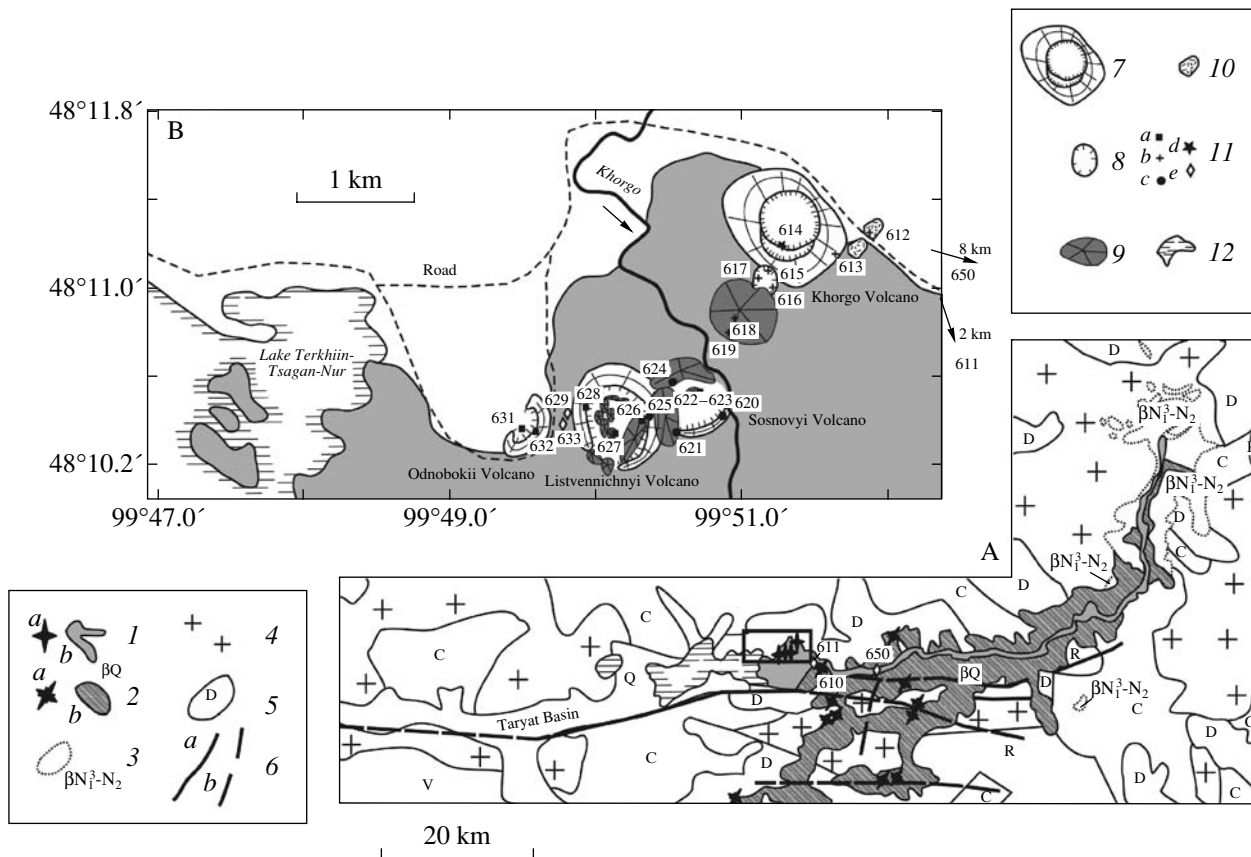 48°11.8´
48°11.0´
48°10.2´
99°47.0´
99°49.0´
99°51.0´
B
1 km
Khorgo
Road
Lake Terkhiin-
Tsagan-Nur
614
612
613
617
615
616
Khorgo Volcano
618
619
8 km
650
2 km
611
624
622–623
620
625
626
628
629
627
621
Sosnovyi Volcano
631
632
633
Odnobokii Volcano
Listvennichnyi Volcano
7
10
8
a
b
c
d
e
11
9
12
a
b
1
βQ
a
b
2
3
βN₁³-N₂
4
D
5
a
b
6
A
D
βN₁³-N₂
D
C
βN₁³-N₂
D
C
βN₁³-N₂
D
C
C
D
C
Q
611
650
610
βQ
R
D
βN₁³-N₂
C
Taryat Basin
D
C
D
R
V
C
D
C
20 km